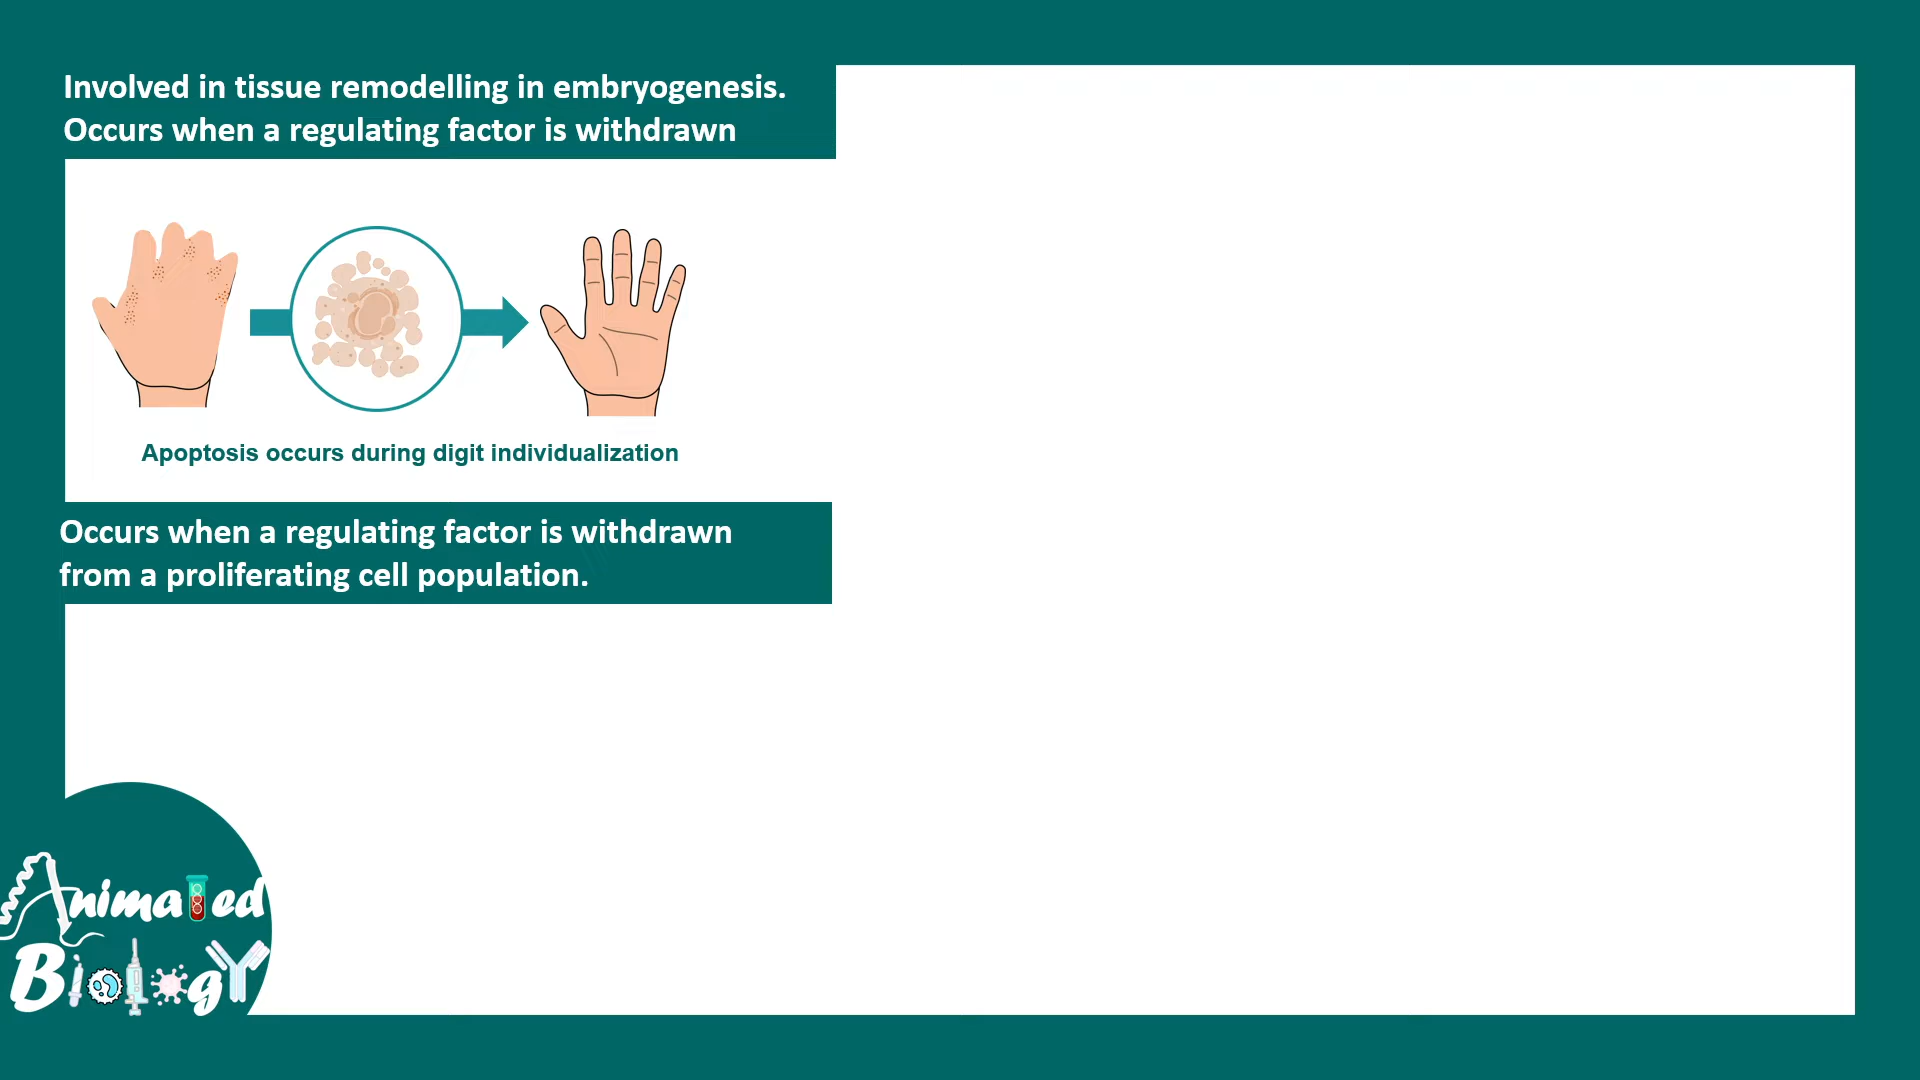 Involved in tissue remodelling in embryogenesis.
Occurs when a regulating factor is withdrawn
Apoptosis occurs during digit individualization
Occurs when a regulating factor is withdrawn
from a proliferating cell population.
Animated
BiologY